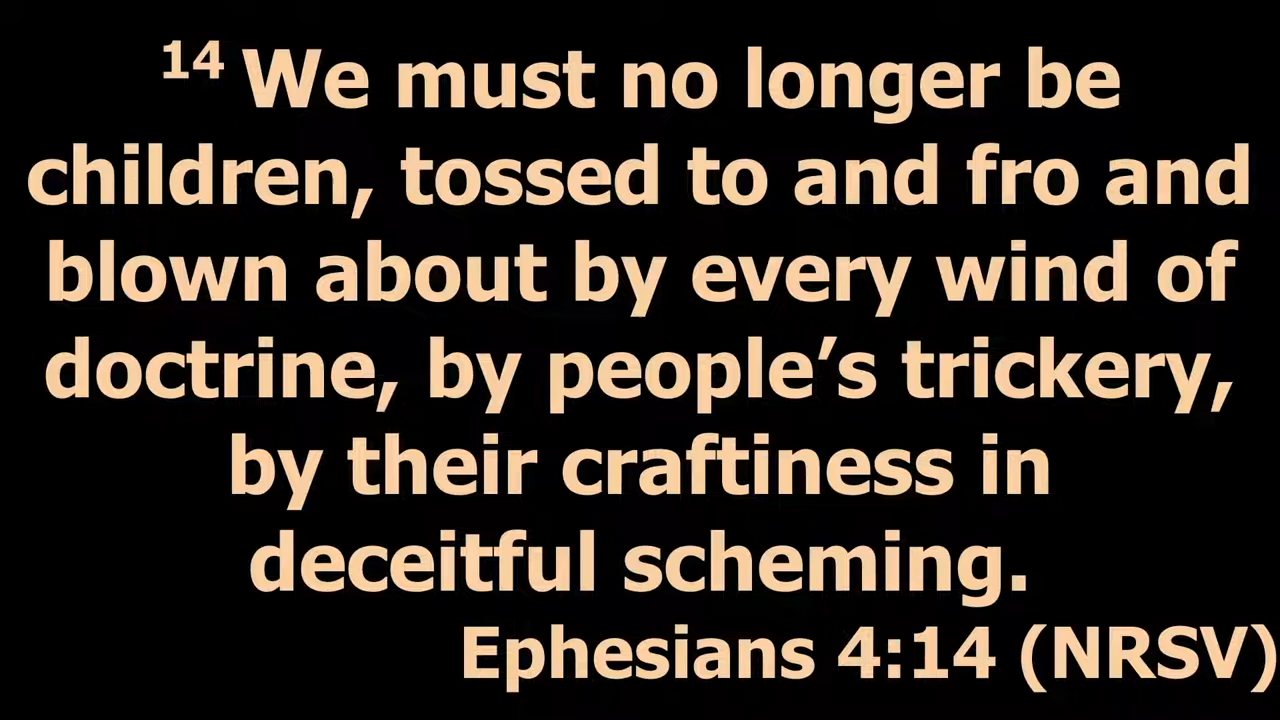 14 We must no longer be
children, tossed to and fro and
blown about by every wind of
doctrine, by people’s trickery,
by their craftiness in
deceitful scheming.
Ephesians 4:14 (NRSV)